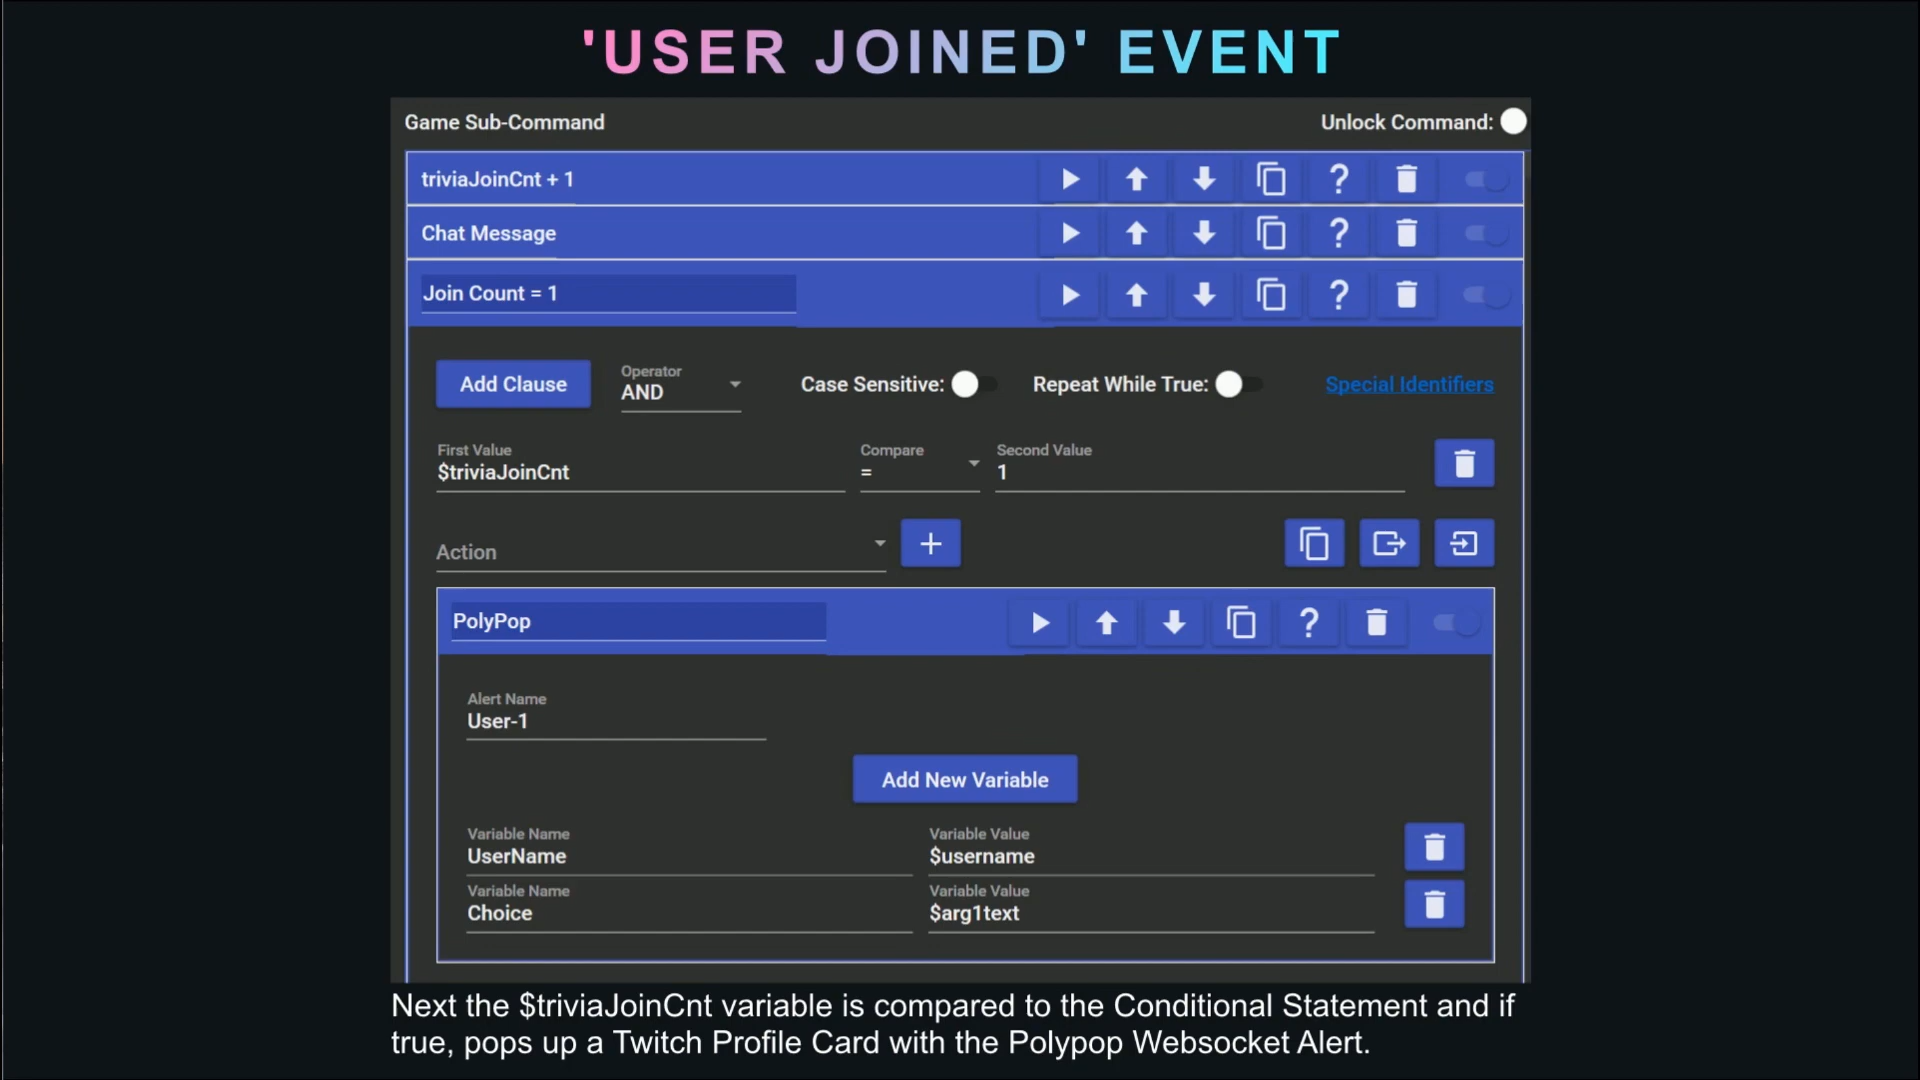 'USER JOINED' EVENT
Game Sub-Command
Unlock Command:
triviaJoinCnt + 1
Chat Message
Join Count = 1
Add Clause
Operator
AND
Case Sensitive:
Repeat While True:
Special Identifiers
First Value
$triviaJoinCnt
Compare
=
Second Value
1
Action
PolyPop
Alert Name
User-1
Add New Variable
Variable Name
UserName
Variable Value
$username
Variable Name
Choice
Variable Value
$arg1text
Next the $triviaJoinCnt variable is compared to the Conditional Statement and if
true, pops up a Twitch Profile Card with the Polypop Websocket Alert.